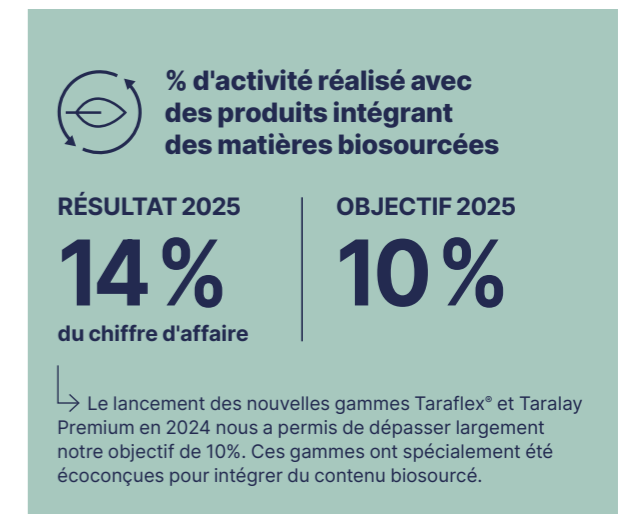 % d'activité réalisé avec
des produits intégrant
des matières biosourcées
RÉSULTAT 2025
14 %
du chiffre d'affaire
OBJECTIF 2025
10 %
Le lancement des nouvelles gammes Taraflex® et Taralay
Premium en 2024 nous a permis de dépasser largement
notre objectif de 10%. Ces gammes ont spécialement été
écoconçues pour intégrer du contenu biosourcé.